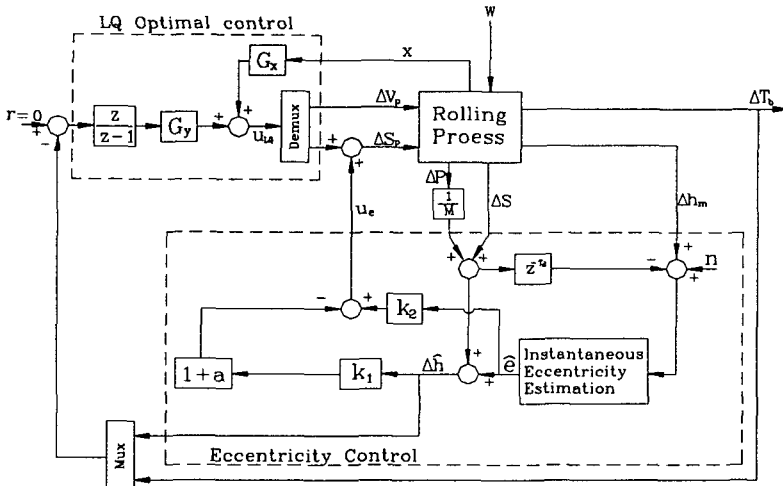 LQ Optimal control
W
x
G_x
r=0
+
-
z
z-1
G_y
+
+
u_LQ
Demux
ΔV_p
Rolling
Proess
ΔT_b
+
+
ΔS_p
ΔP
1
M
ΔS
Δh_m
u_e
+
+
z^-τ_d
-
+
n
+
-
+
k_2
+
1+a
k_1
Δĥ
+
ê
Instantaneous
Eccentricity
Estimation
Mux
Eccentricity Control